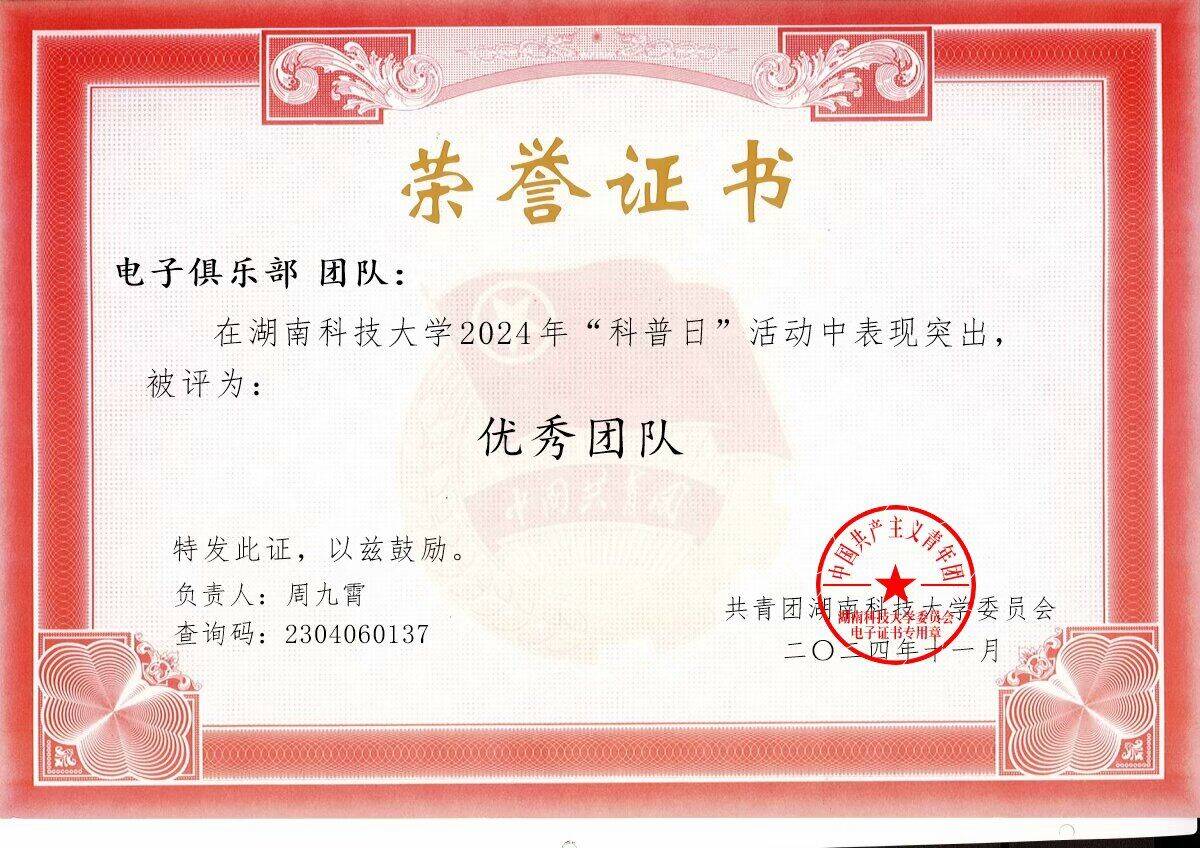 荣誉证书
电子俱乐部 团队：
在湖南科技大学2024年“科普日”活动中表现突出，
被评为：
优秀团队
中国共青团
特发此证，以兹鼓励。
负责人：周九霄
查询码：2304060137
共青团湖南科技大学委员会
二〇二四年十一月
中国共产主义青年团
湖南科技大学委员会
电子证书专用章